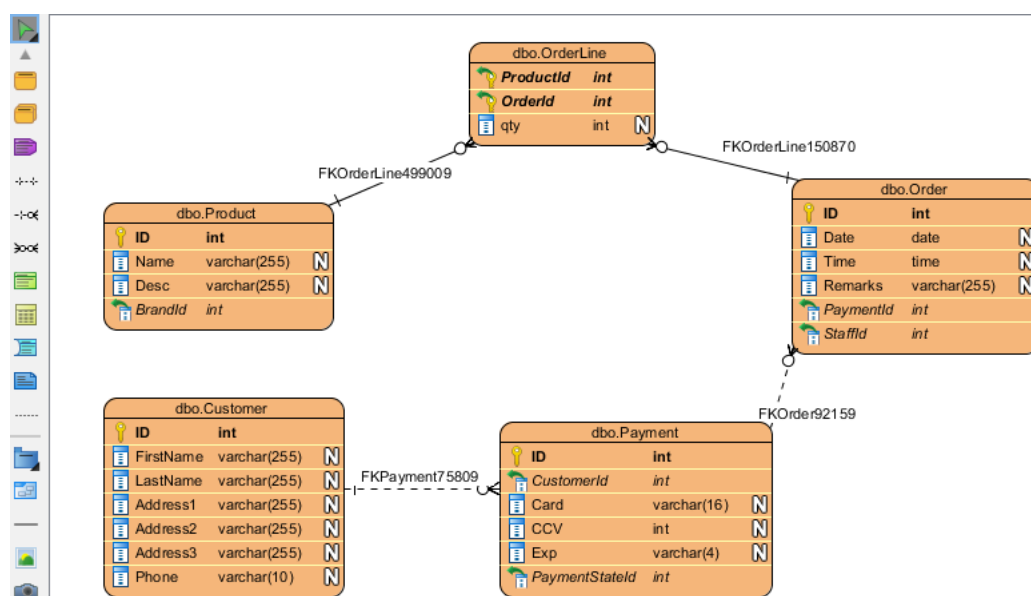 dbo.OrderLine
ProductId int
OrderId int
qty int N
FKOrderLine499009
FKOrderLine150870
dbo.Product
ID int
Name varchar(255) N
Desc varchar(255) N
BrandId int
dbo.Order
ID int
Date date N
Time time N
Remarks varchar(255) N
PaymentId int
StaffId int
FKOrder92159
dbo.Customer
ID int
FirstName varchar(255) N
LastName varchar(255) N
Address1 varchar(255) N
Address2 varchar(255) N
Address3 varchar(255) N
Phone varchar(10) N
FKPayment75809
dbo.Payment
ID int
CustomerId int
Card varchar(16) N
CCV int N
Exp varchar(4) N
PaymentStateId int